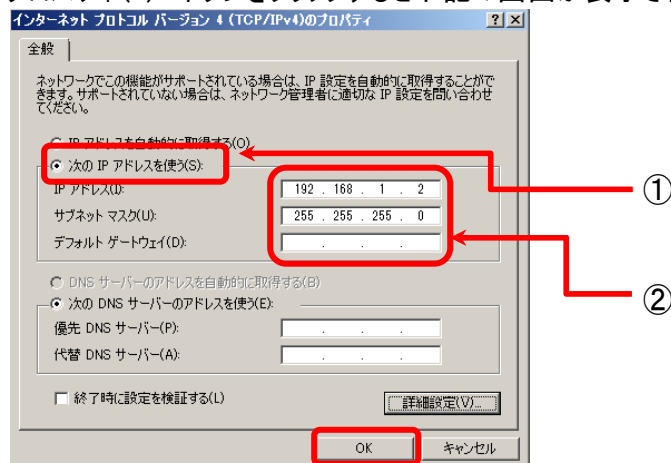 インターネット プロトコル バージョン 4 (TCP/IPv4)のプロパティ
全般
ネットワークでこの機能がサポートされている場合は、IP 設定を自動的に取得することがで
きます。サポートされていない場合は、ネットワーク管理者に適切な IP 設定を問い合わせ
てください。
IP アドレスを自動的に取得する(O)
次の IP アドレスを使う(S):
IP アドレス(I): 192 . 168 . 1 . 2
サブネット マスク(U): 255 . 255 . 255 . 0
デフォルト ゲートウェイ(D): . . .
①
②
DNS サーバーのアドレスを自動的に取得する(B)
次の DNS サーバーのアドレスを使う(E):
優先 DNS サーバー(P): . . .
代替 DNS サーバー(A): . . .
終了時に設定を検証する(L)
詳細設定(V)...
OK キャンセル